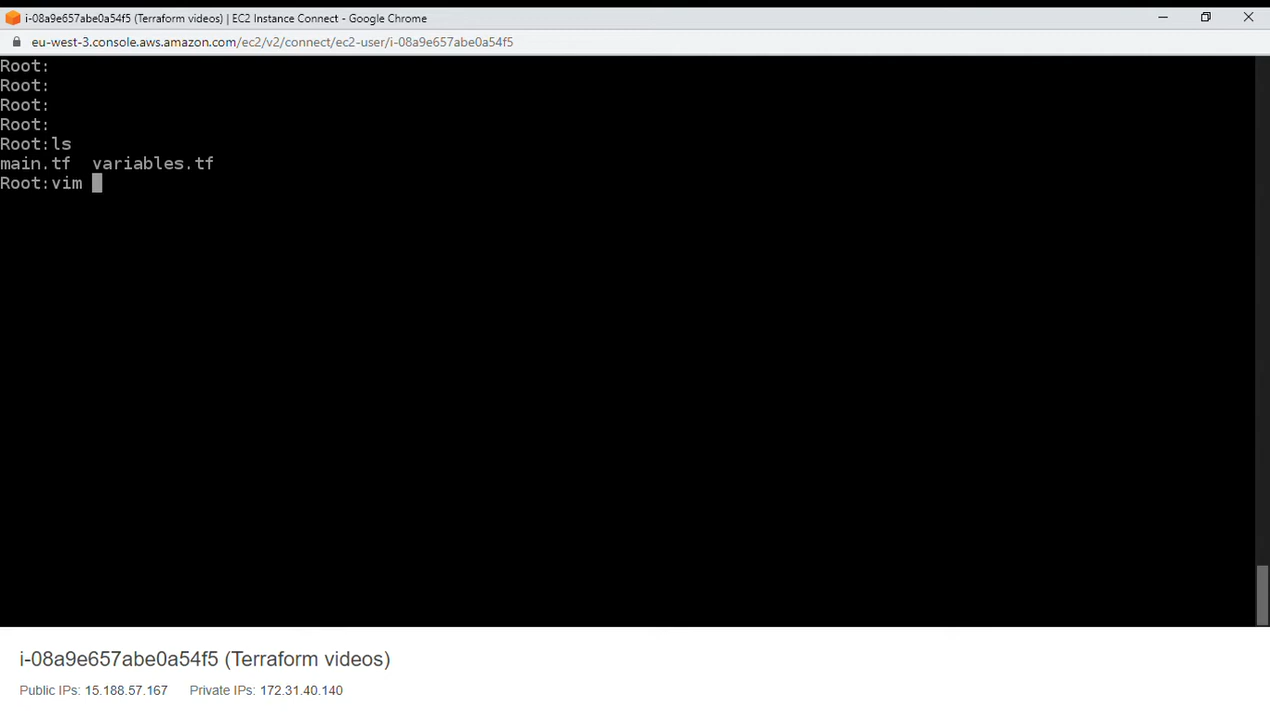 i-08a9e657abe0a54f5 (Terraform videos) | EC2 Instance Connect - Google Chrome
eu-west-3.console.aws.amazon.com/ec2/v2/connect/ec2-user/i-08a9e657abe0a54f5
Root:
Root:
Root:
Root:
Root:ls
main.tf  variables.tf
Root:vim
i-08a9e657abe0a54f5 (Terraform videos)
Public IPs: 15.188.57.167 Private IPs: 172.31.40.140